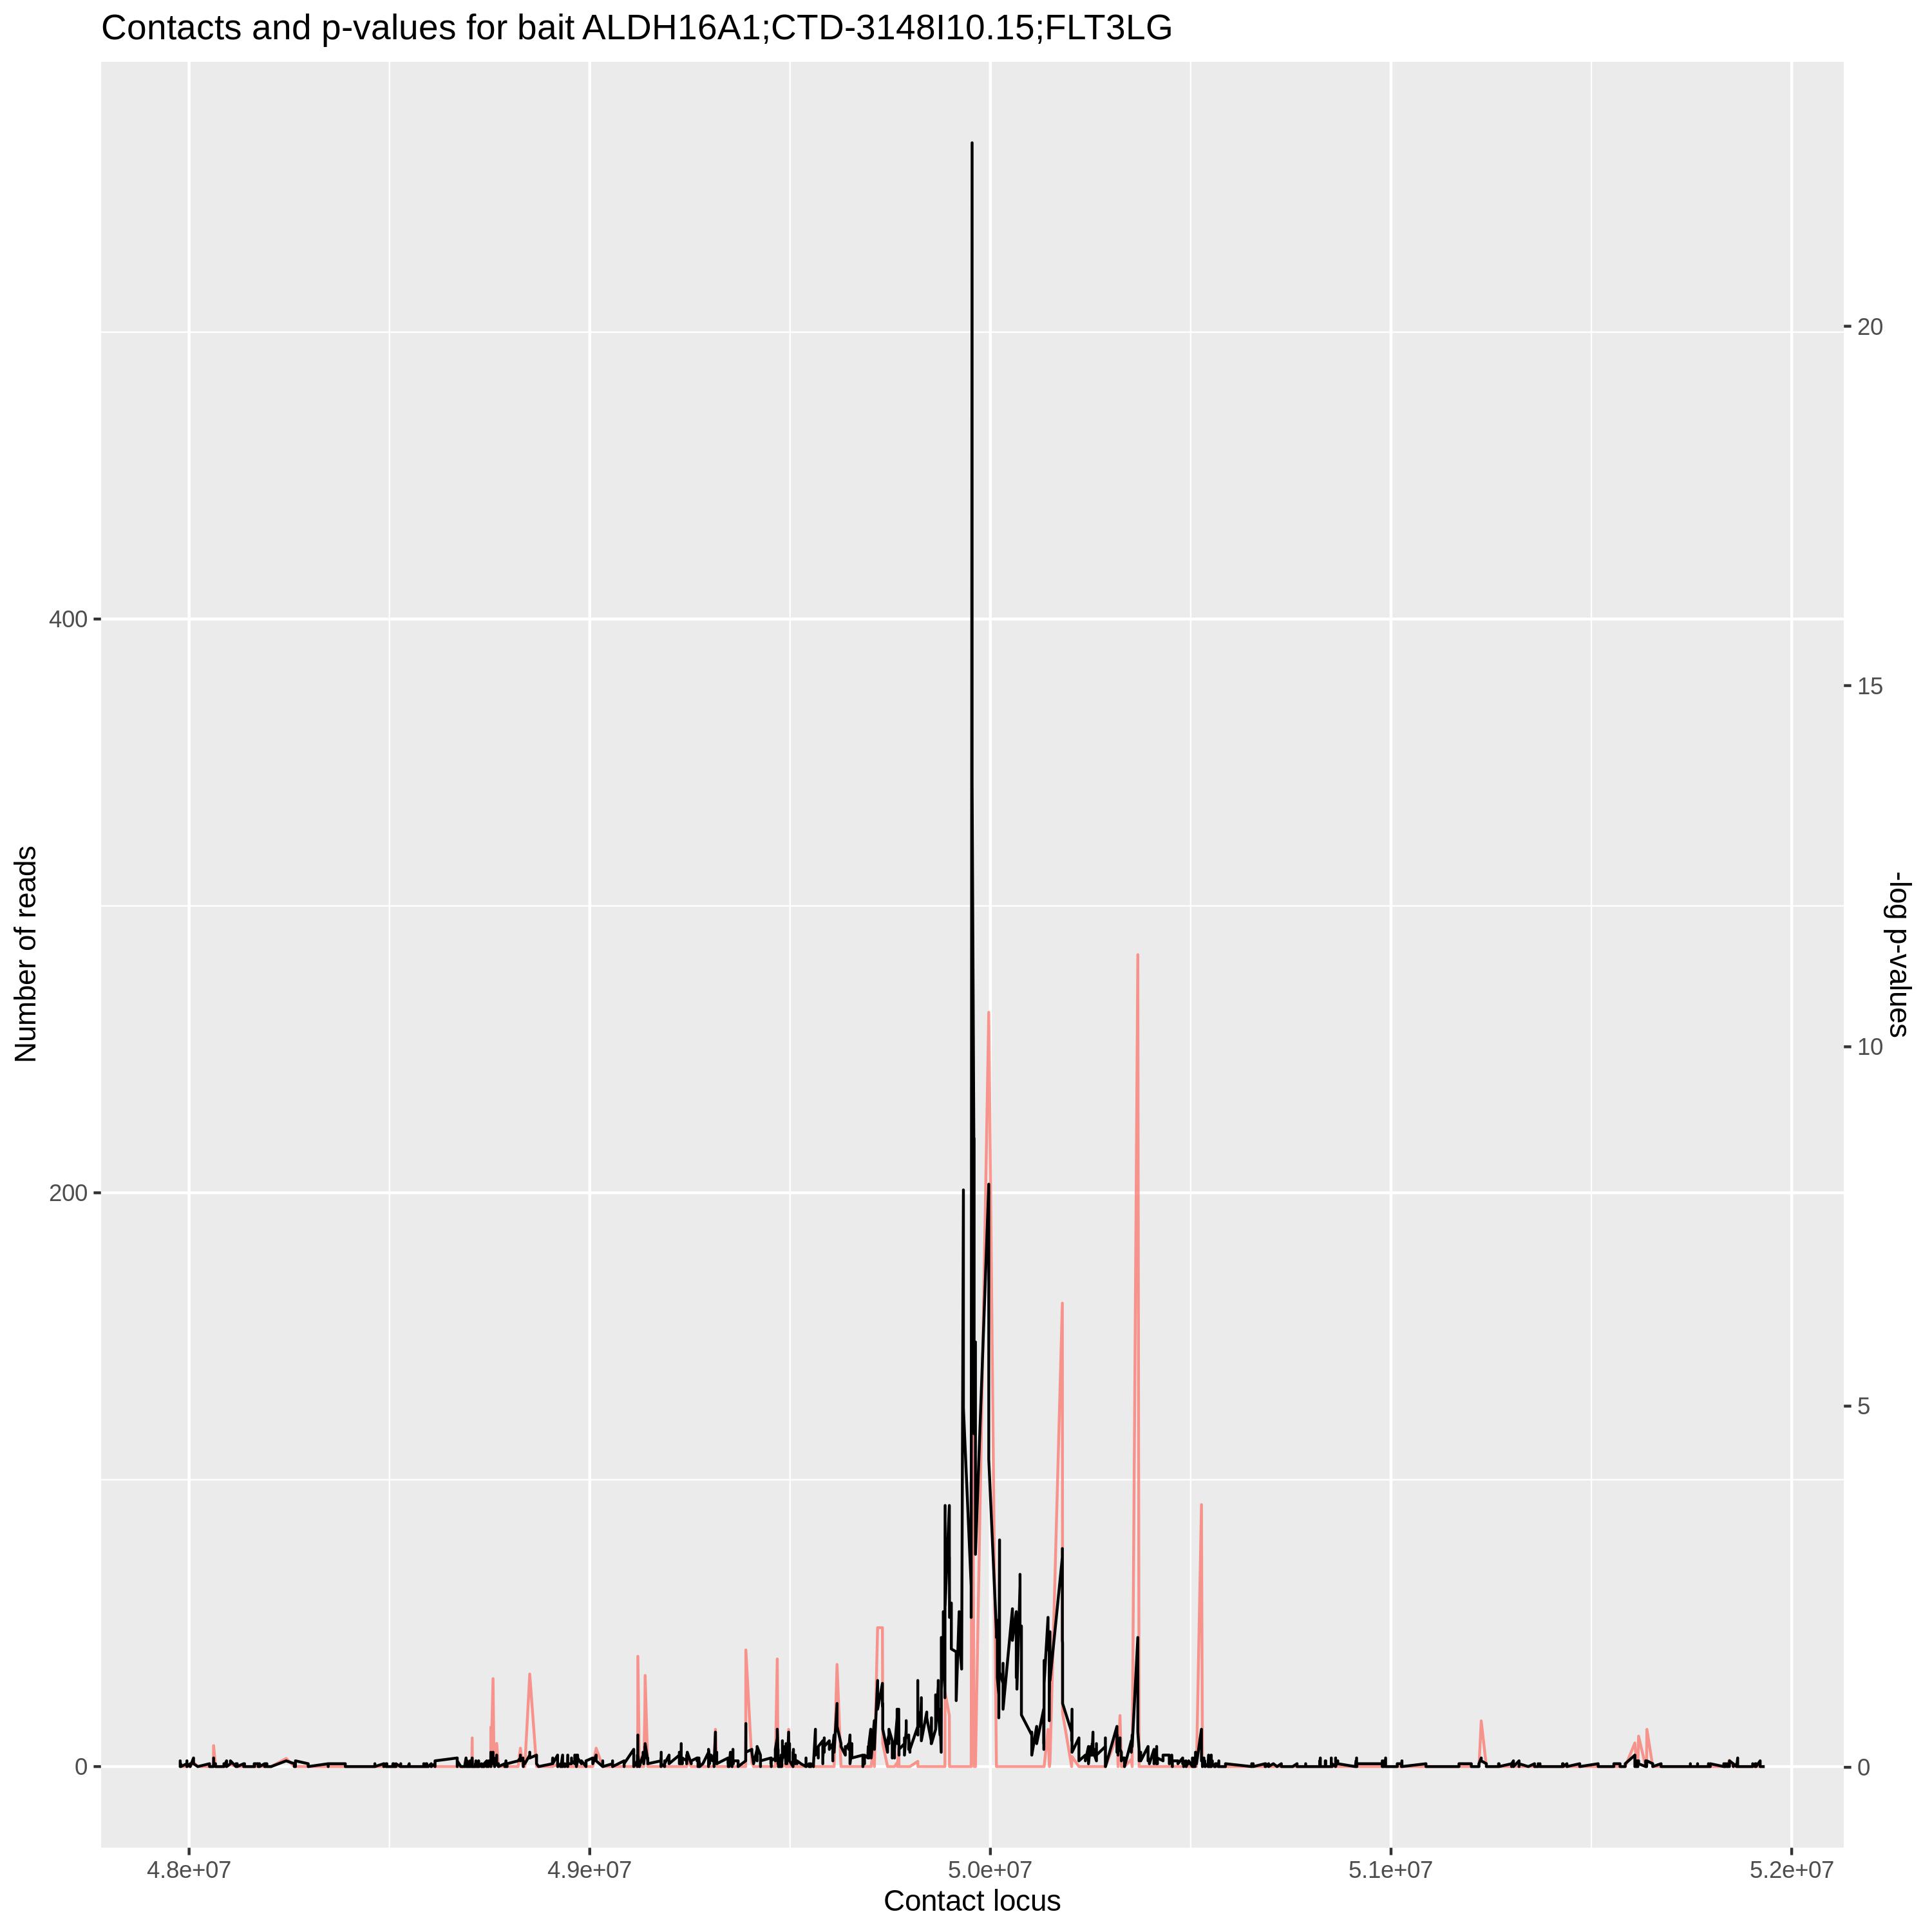 Contacts and p-values for bait ALDH16A1;CTD-3148I10.15;FLT3LG
Number of reads
400
200
0
20
15
10
5
0
-log p-values
4.8e+07 4.9e+07 5.0e+07 5.1e+07 5.2e+07
Contact locus